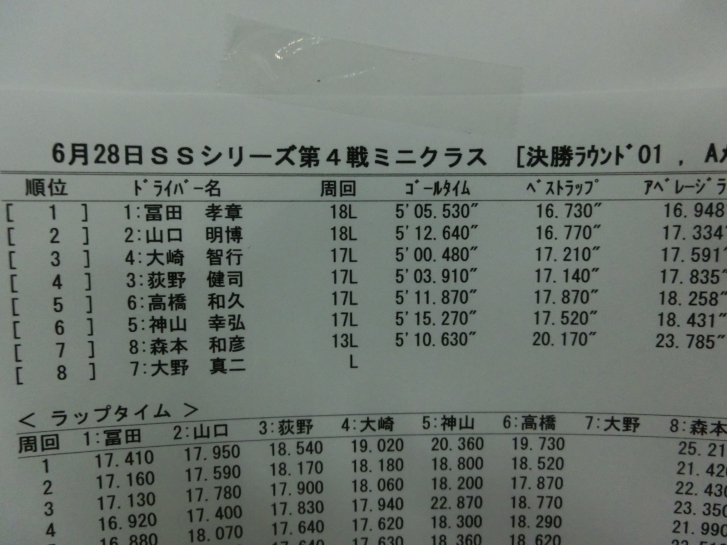 6月28日ＳＳシリーズ第４戦ミニクラス [決勝ﾗｳﾝﾄﾞ01 , A
順位 ﾄﾞﾗｲﾊﾞｰ名 周回 ｺﾞｰﾙﾀｲﾑ ﾍﾞｽﾄﾗｯﾌﾟ ｱﾍﾞﾚｰｼﾞﾗ
[ 1 ] 1:冨田 孝章 18L 5'05.530" 16.730" 16.948
[ 2 ] 2:山口 明博 18L 5'12.640" 16.770" 17.334"
[ 3 ] 4:大崎 智行 17L 5'00.480" 17.210" 17.591"
[ 4 ] 3:荻野 健司 17L 5'03.910" 17.140" 17.835"
[ 5 ] 6:高橋 和久 17L 5'11.870" 17.870" 18.258"
[ 6 ] 5:神山 幸弘 17L 5'15.270" 17.520" 18.431"
[ 7 ] 8:森本 和彦 13L 5'10.630" 20.170" 23.785"
[ 8 ] 7:大野 真二 L
< ラップタイム >
周回 1:冨田 2:山口 3:荻野 4:大崎 5:神山 6:高橋 7:大野 8:森本
1 17.410 17.950 18.540 19.020 20.360 19.730 25.21
2 17.160 17.590 18.170 18.180 18.800 18.520 21.420
3 17.130 17.780 17.900 18.060 18.200 17.870 22.430
4 16.920 17.400 17.830 17.940 22.870 18.770 23.350
16.880 18.070 17.640 17.620 18.300 18.290 21.990
17.630 17.630 18.360 18.620